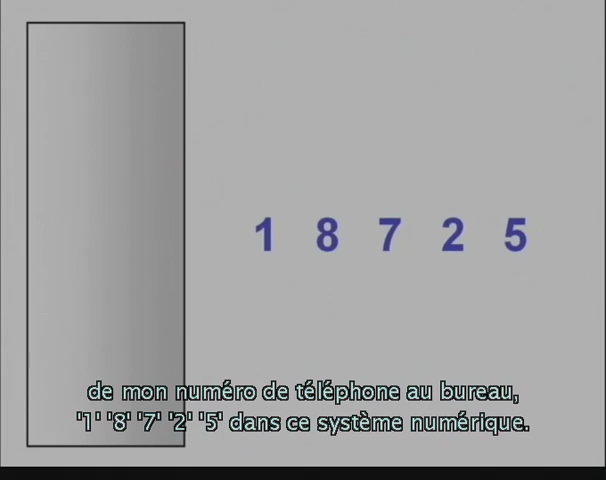 1 8 7 2 5
de mon numéro de téléphone au bureau,
'1' '8' '7' '2' '5' dans ce système numérique.